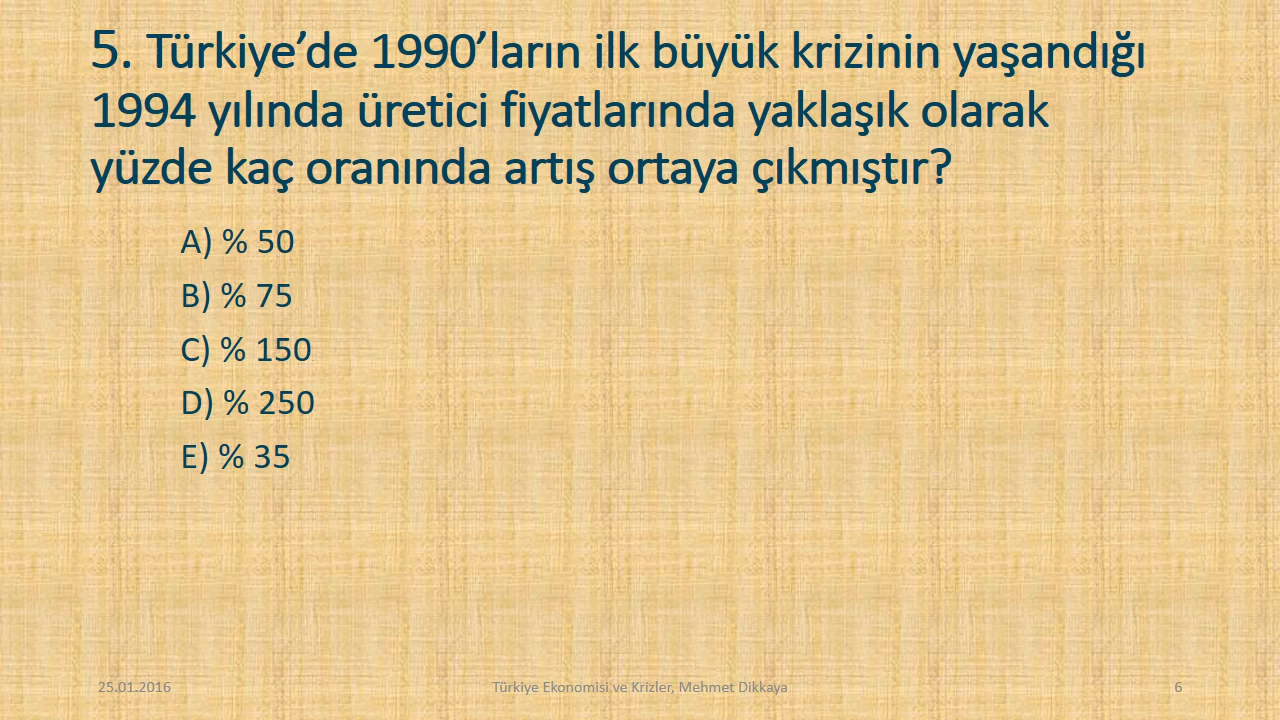 5. Türkiye’de 1990’ların ilk büyük krizinin yaşandığı
1994 yılında üretici fiyatlarında yaklaşık olarak
yüzde kaç oranında artış ortaya çıkmıştır?
A) % 50
B) % 75
C) % 150
D) % 250
E) % 35
25.01.2016
Türkiye Ekonomisi ve Krizler, Mehmet Dikkaya
6